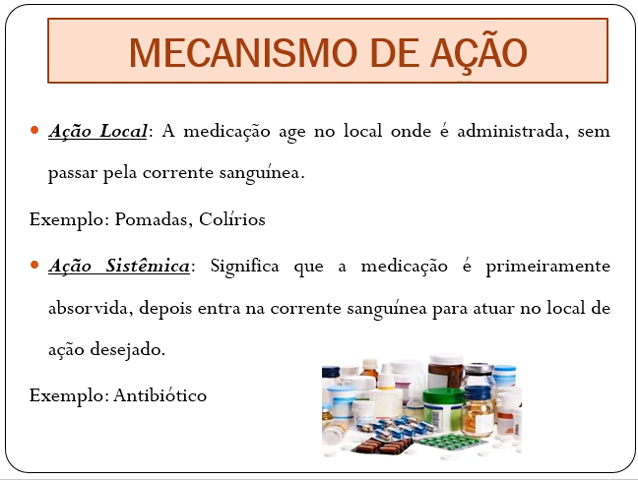 MECANISMO DE AÇÃO
Ação Local: A medicação age no local onde é administrada, sem
passar pela corrente sanguínea.
Exemplo: Pomadas, Colírios
Ação Sistêmica: Significa que a medicação é primeiramente
absorvida, depois entra na corrente sanguínea para atuar no local de
ação desejado.
Exemplo: Antibiótico